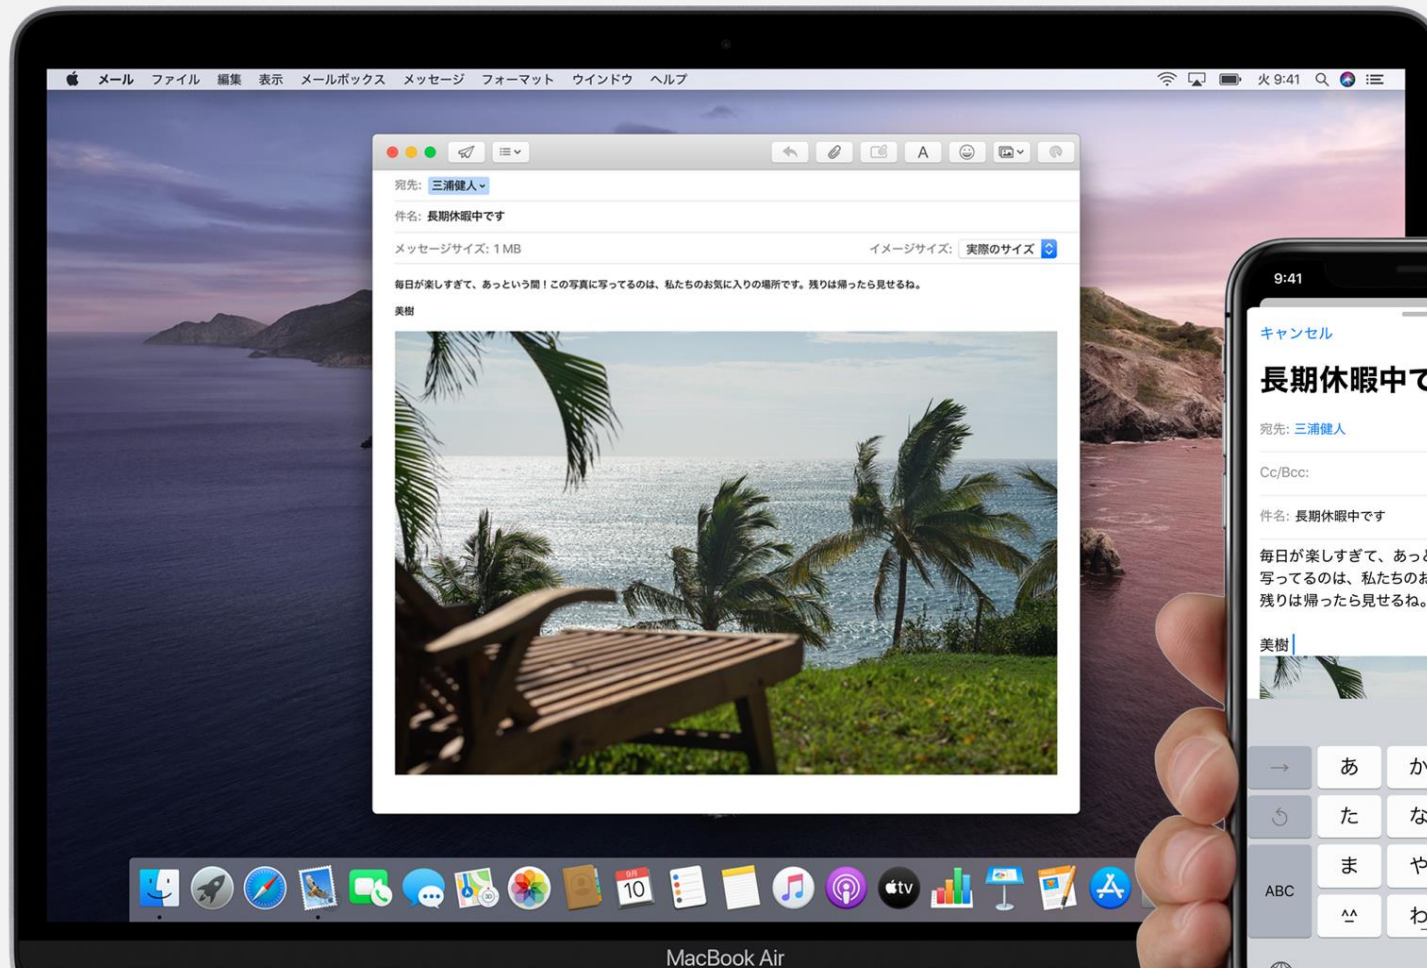 メール ファイル 編集 表示 メールボックス メッセージ フォーマット ウインドウ ヘルプ 火 9:41
宛先: 三浦健人
件名: 長期休暇中です
メッセージサイズ: 1 MB イメージサイズ: 実際のサイズ
毎日が楽しすぎて、あっという間！この写真に写ってるのは、私たちのお気に入りの場所です。残りは帰ったら見せるね。
美樹
9月
10
tv
MacBook Air
9:41
キャンセル
長期休暇中で
宛先: 三浦健人
Cc/Bcc:
件名: 長期休暇中です
毎日が楽しすぎて、あっ
写ってるのは、私たちのお
残りは帰ったら見せるね。
美樹
→ あ か
た な
ABC ま や
^^ わ